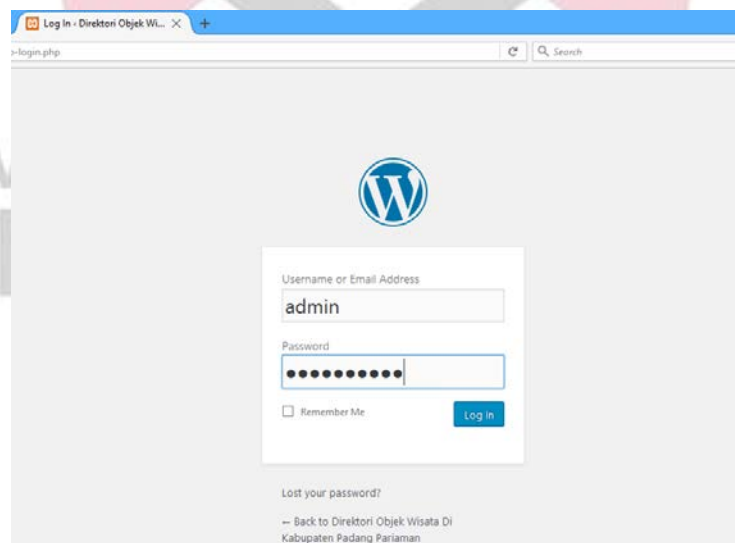 Log In ‹ Direktori Objek Wi...
-login.php
Search
Username or Email Address
admin
Password
Remember Me
Log In
Lost your password?
← Back to Direktori Objek Wisata Di
Kabupaten Padang Pariaman